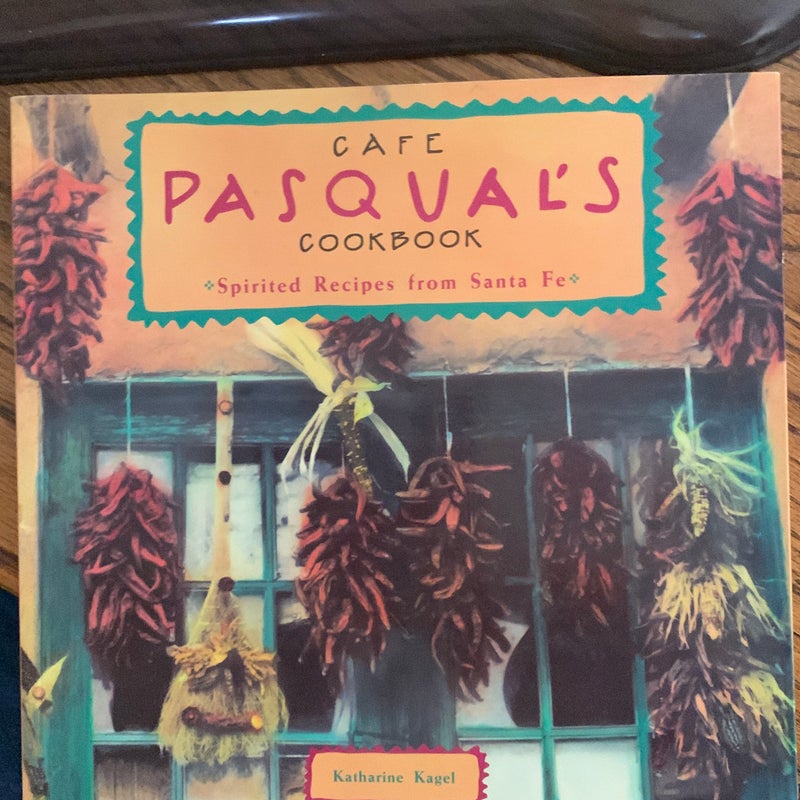 CAFE
PASQUAL'S
COOKBOOK
Spirited Recipes from Santa Fe
Katharine Kagel